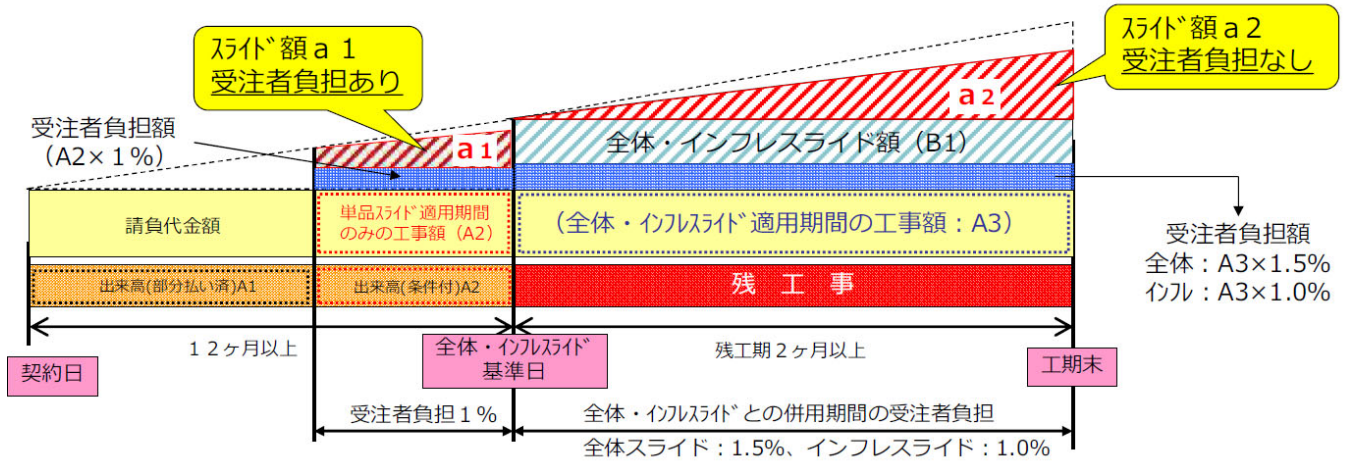 ｽﾗｲﾄﾞ額ａ１
受注者負担あり
ｽﾗｲﾄﾞ額ａ２
受注者負担なし
受注者負担額
（A2×１%）
ａ１
ａ２
全体・インフレスライド額（B1）
請負代金額
単品ｽﾗｲﾄﾞ適用期間
のみの工事額（A2）
（全体・ｲﾝﾌﾚｽﾗｲﾄﾞ適用期間の工事額：A3）
受注者負担額
全体：A3×1.5%
ｲﾝﾌﾚ：A3×1.0%
出来高(部分払い済)A1
出来高(条件付)A2
残　工　事
１２ヶ月以上
全体・ｲﾝﾌﾚｽﾗｲﾄﾞ
基準日
残工期２ヶ月以上
契約日
工期末
受注者負担１%
全体・ｲﾝﾌﾚｽﾗｲﾄﾞとの併用期間の受注者負担
全体スライド：1.5%、インフレスライド：1.0%